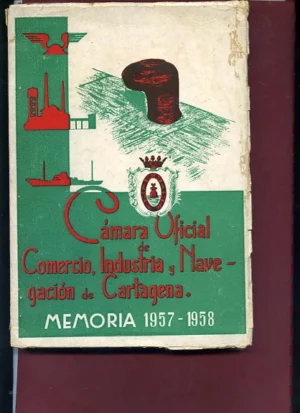 Cámara Oficial
de
Comercio, Industria y Nave-
gación de Cartagena.
MEMORIA 1957-1958